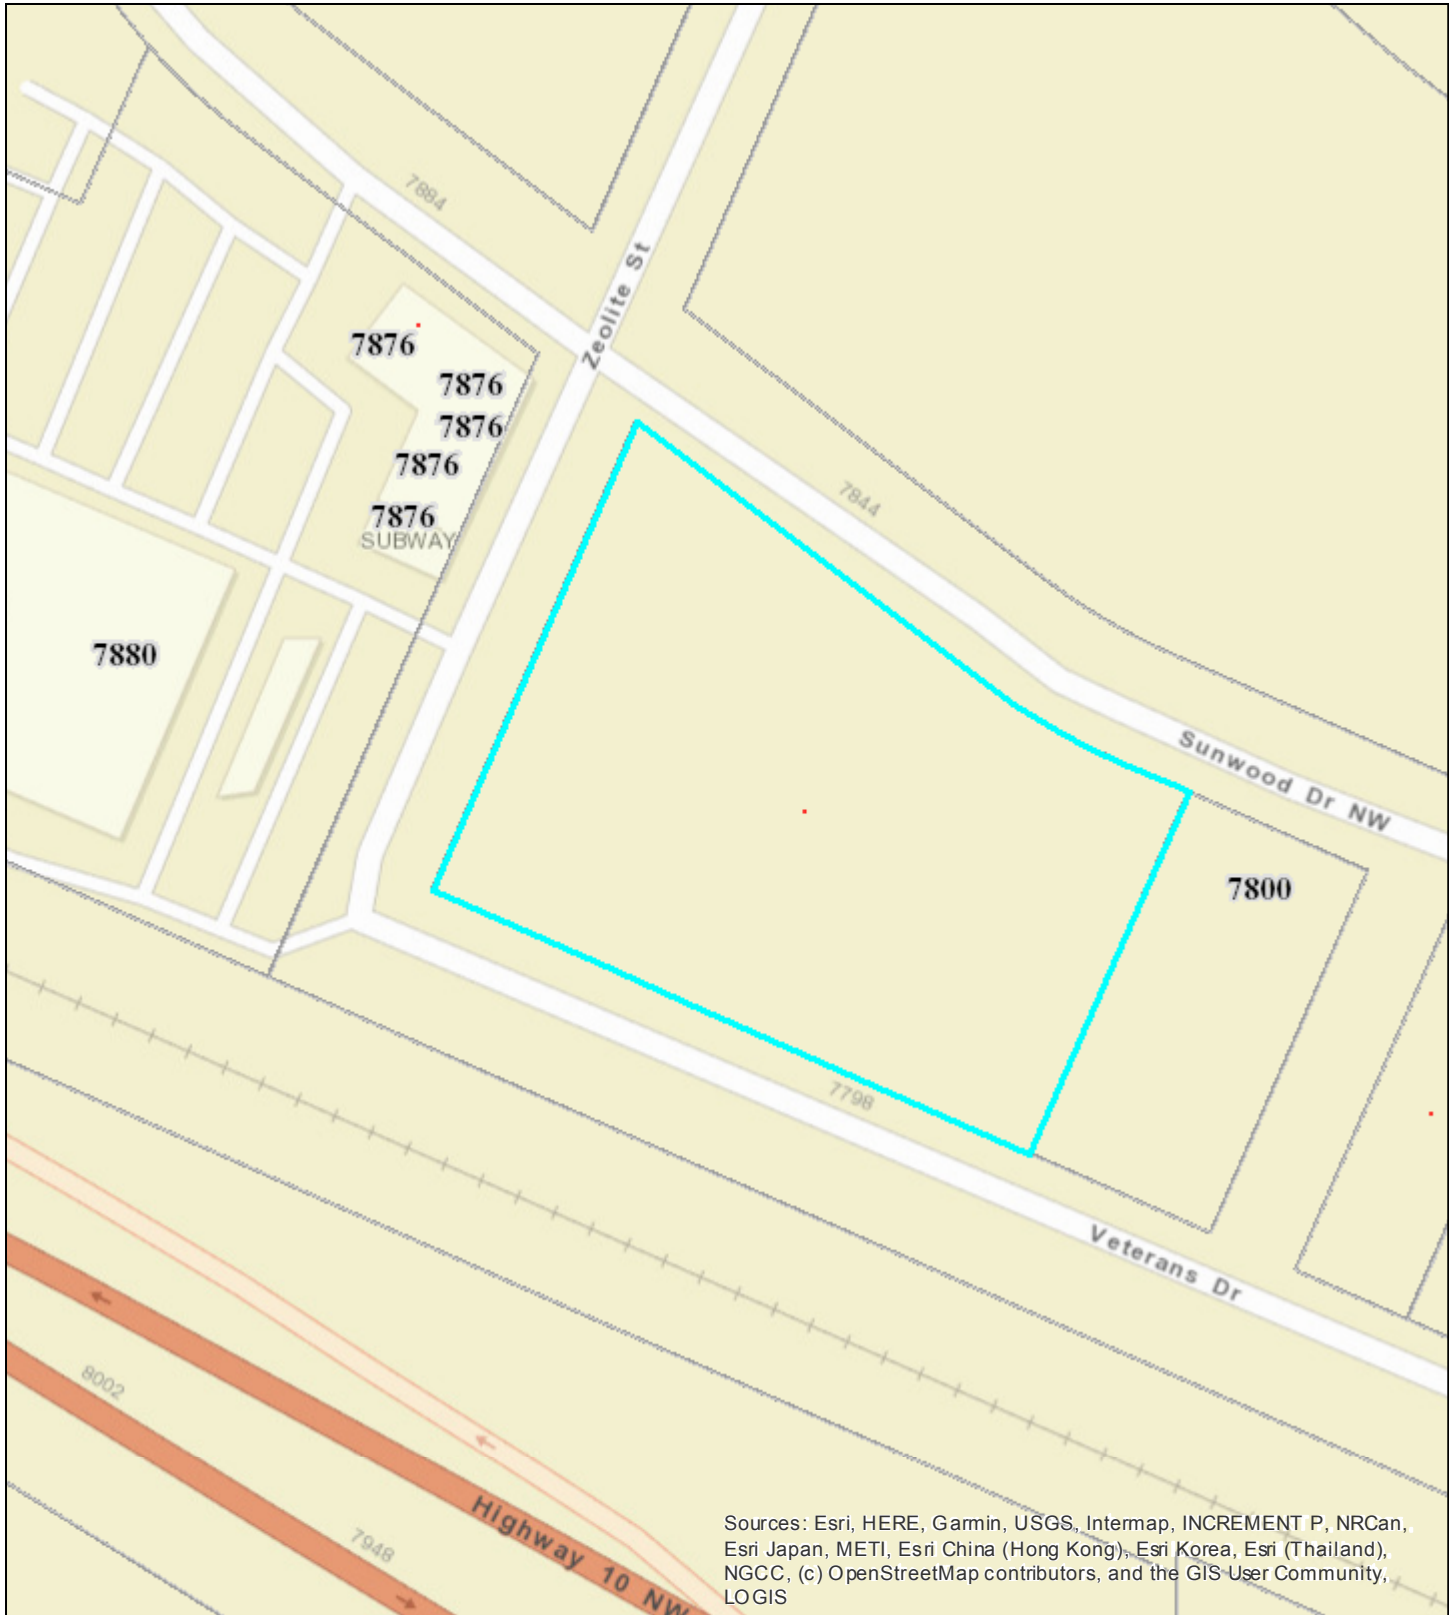 7884
Zeolite St
7876
7876
7876
7876
7876
SUBWAY
7844
7880
Sunwood Dr NW
7800
7798
Veterans Dr
8002
Highway 10 NW
7948
Sources: Esri, HERE, Garmin, USGS, Intermap, INCREMENT P, NRCan,
Esri Japan, METI, Esri China (Hong Kong), Esri Korea, Esri (Thailand),
NGCC, (c) OpenStreetMap contributors, and the GIS User Community,
LOGIS